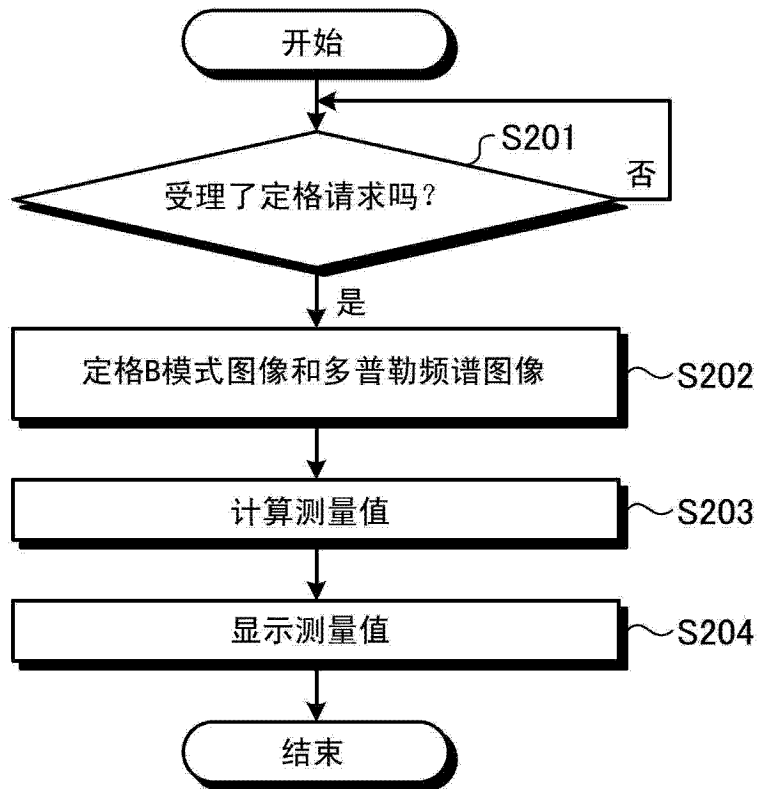 开始
S201
受理了定格请求吗？
否
是
定格B模式图像和多普勒频谱图像
S202
计算测量值
S203
显示测量值
S204
结束